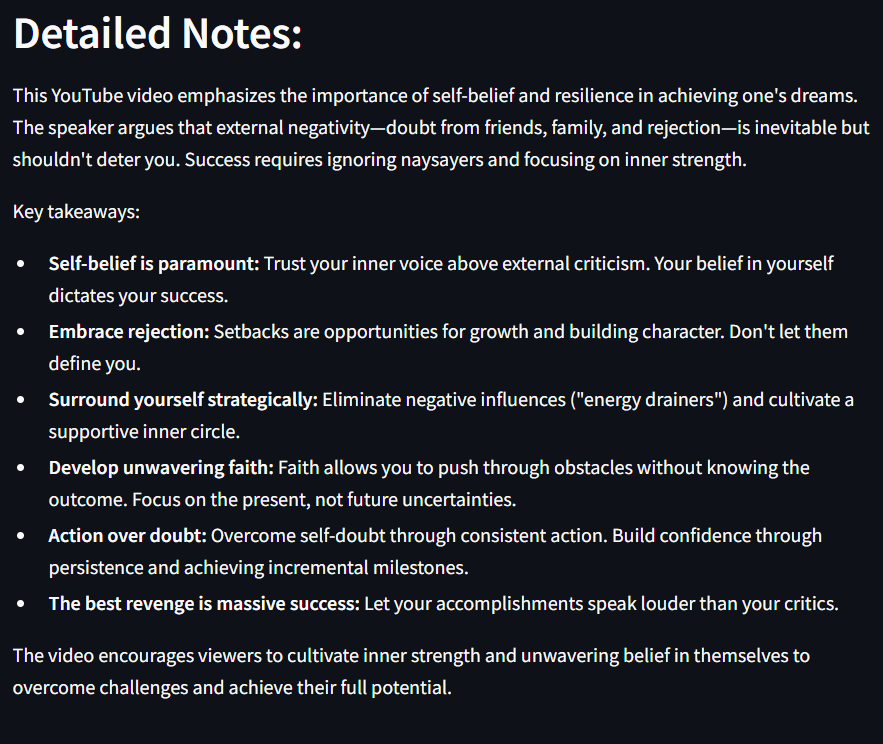 Detailed Notes:
This YouTube video emphasizes the importance of self-belief and resilience in achieving one's dreams.
The speaker argues that external negativity—doubt from friends, family, and rejection—is inevitable but
shouldn't deter you. Success requires ignoring naysayers and focusing on inner strength.
Key takeaways:
• Self-belief is paramount: Trust your inner voice above external criticism. Your belief in yourself
dictates your success.
• Embrace rejection: Setbacks are opportunities for growth and building character. Don't let them
define you.
• Surround yourself strategically: Eliminate negative influences ("energy drainers") and cultivate a
supportive inner circle.
• Develop unwavering faith: Faith allows you to push through obstacles without knowing the
outcome. Focus on the present, not future uncertainties.
• Action over doubt: Overcome self-doubt through consistent action. Build confidence through
persistence and achieving incremental milestones.
• The best revenge is massive success: Let your accomplishments speak louder than your critics.
The video encourages viewers to cultivate inner strength and unwavering belief in themselves to
overcome challenges and achieve their full potential.